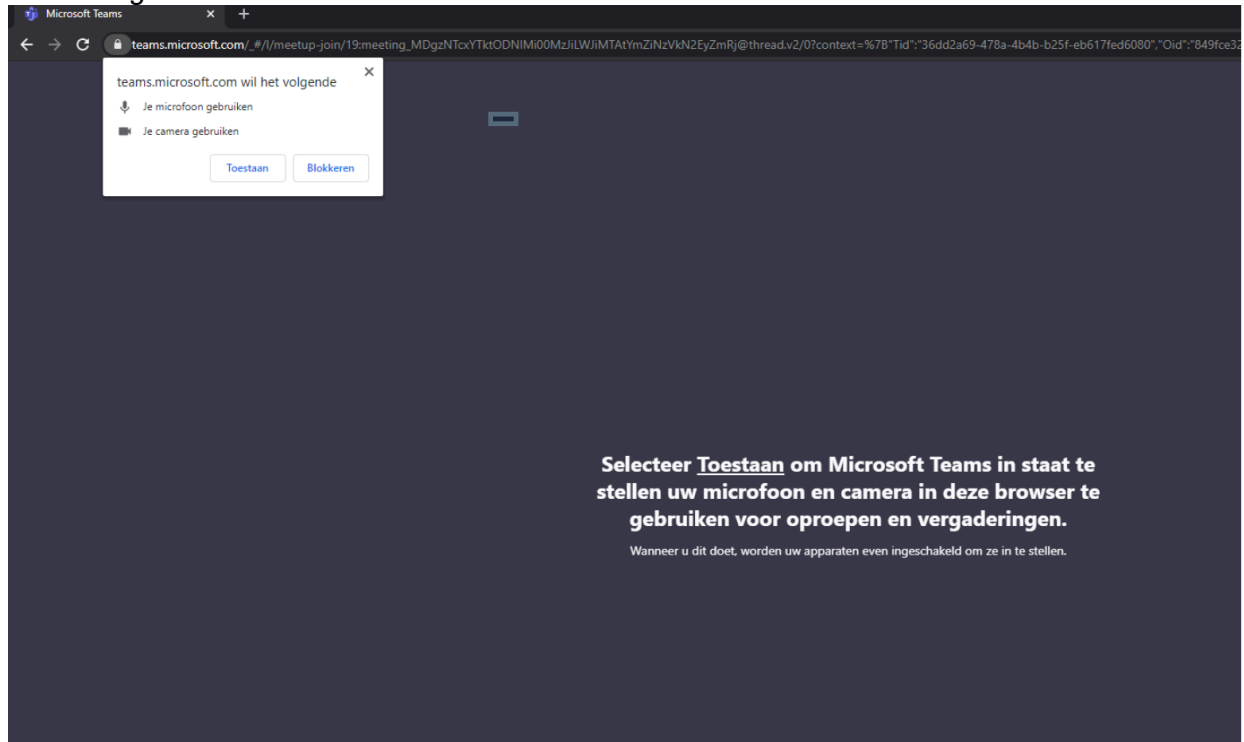 Microsoft Teams
teams.microsoft.com/_#/l/meetup-join/19:meeting_MDgzNTcxYTktODNlMi00MzJiLWJiMTAtYmZiNzVkN2EyZmRj@thread.v2/0?context=%7B"Tid":"36dd2a69-478a-4b4b-b25f-eb617fed6080","Oid":"849fce32
teams.microsoft.com wil het volgende
Je microfoon gebruiken
Je camera gebruiken
Toestaan Blokkeren
Selecteer Toestaan om Microsoft Teams in staat te
stellen uw microfoon en camera in deze browser te
gebruiken voor oproepen en vergaderingen.
Wanneer u dit doet, worden uw apparaten even ingeschakeld om ze in te stellen.